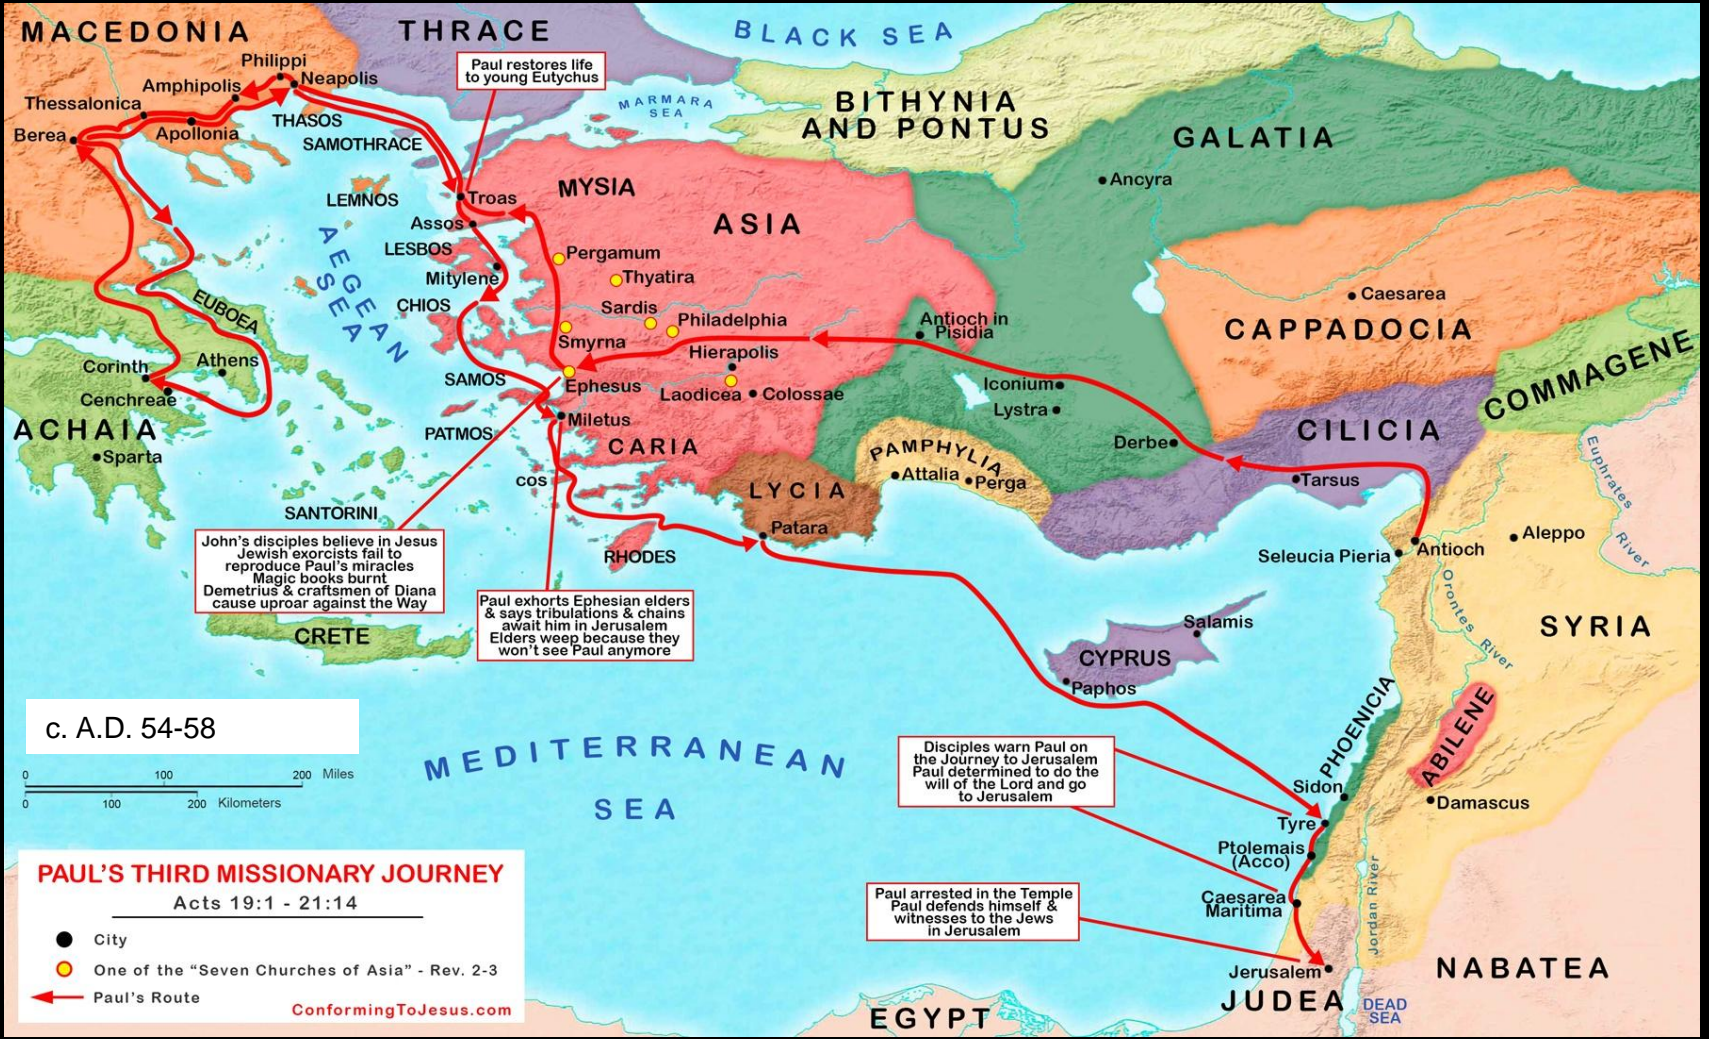 MACEDONIA
THRACE
BLACK SEA
Philippi
Neapolis
Amphipolis
Thessalonica
Berea
Apollonia
THASOS
SAMOTHRACE
Paul restores life
to young Eutychus
MARMARA
SEA
BITHYNIA
AND PONTUS
GALATIA
Ancyra
LEMNOS
Troas
MYSIA
ASIA
Assos
LESBOS
Mitylene
CHIOS
AEGEAN
SEA
Pergamum
Thyatira
Sardis
Philadelphia
Smyrna
Hierapolis
Ephesus
Laodicea
Colossae
Antioch in
Pisidia
Iconium
Lystra
Derbe
Caesarea
CAPPADOCIA
COMMAGENE
CILICIA
Tarsus
EUBOEA
Corinth
Athens
Cenchreae
ACHAIA
Sparta
SAMOS
PATMOS
Miletus
CARIA
COS
LYCIA
Patara
PAMPHYLIA
Attalia
Perga
SANTORINI
RHODES
CRETE
Euphrates
River
Seleucia Pieria
Antioch
Aleppo
Orontes River
SYRIA
John's disciples believe in Jesus
Jewish exorcists fail to
reproduce Paul's miracles
Magic books burnt
Demetrius & craftsmen of Diana
cause uproar against the Way
Paul exhorts Ephesian elders
& says tribulations & chains
await him in Jerusalem
Elders weep because they
won't see Paul anymore
Salamis
CYPRUS
Paphos
PHOENICIA
ABILENE
c. A.D. 54-58
0 100 200 Miles
0 100 200 Kilometers
MEDITERRANEAN
SEA
Disciples warn Paul on
the Journey to Jerusalem
Paul determined to do the
will of the Lord and go
to Jerusalem
Sidon
Damascus
Tyre
Ptolemais
(Acco)
Caesarea
Maritima
Jordan River
Paul arrested in the Temple
Paul defends himself &
witnesses to the Jews
in Jerusalem
Jerusalem
JUDEA
DEAD
SEA
NABATEA
EGYPT
PAUL'S THIRD MISSIONARY JOURNEY
Acts 19:1 - 21:14
City
One of the “Seven Churches of Asia” - Rev. 2-3
Paul's Route
ConformingToJesus.com